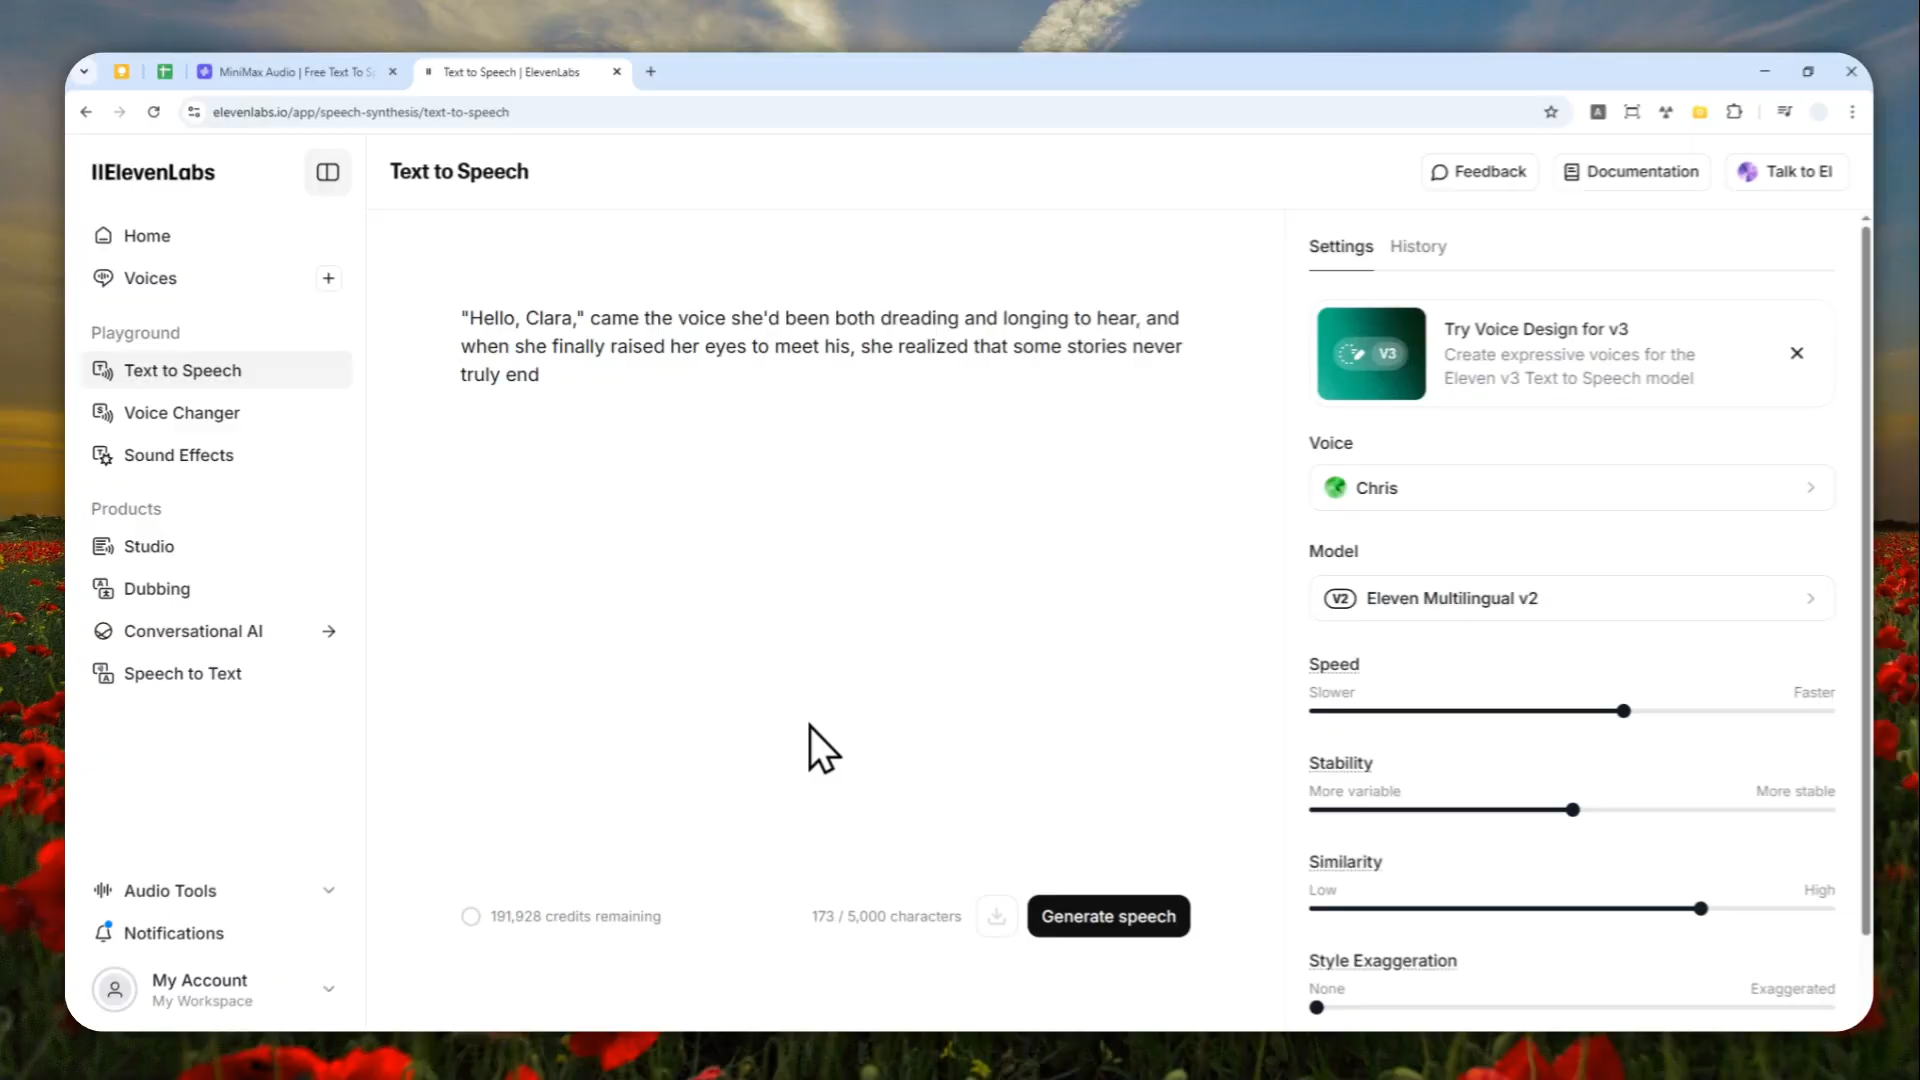 MiniMax Audio | Free Text To S
Text to Speech | ElevenLabs
elevenlabs.io/app/speech-synthesis/text-to-speech
IIElevenLabs
Text to Speech
Feedback
Documentation
Talk to El
Home
Voices
Playground
Text to Speech
Voice Changer
Sound Effects
Products
Studio
Dubbing
Conversational AI
Speech to Text
Audio Tools
Notifications
My Account
My Workspace
"Hello, Clara," came the voice she'd been both dreading and longing to hear, and
when she finally raised her eyes to meet his, she realized that some stories never
truly end
191,928 credits remaining
173 / 5,000 characters
Generate speech
Settings
History
V3
Try Voice Design for v3
Create expressive voices for the
Eleven v3 Text to Speech model
Voice
Chris
Model
V2 Eleven Multilingual v2
Speed
Slower Faster
Stability
More variable More stable
Similarity
Low High
Style Exaggeration
None Exaggerated